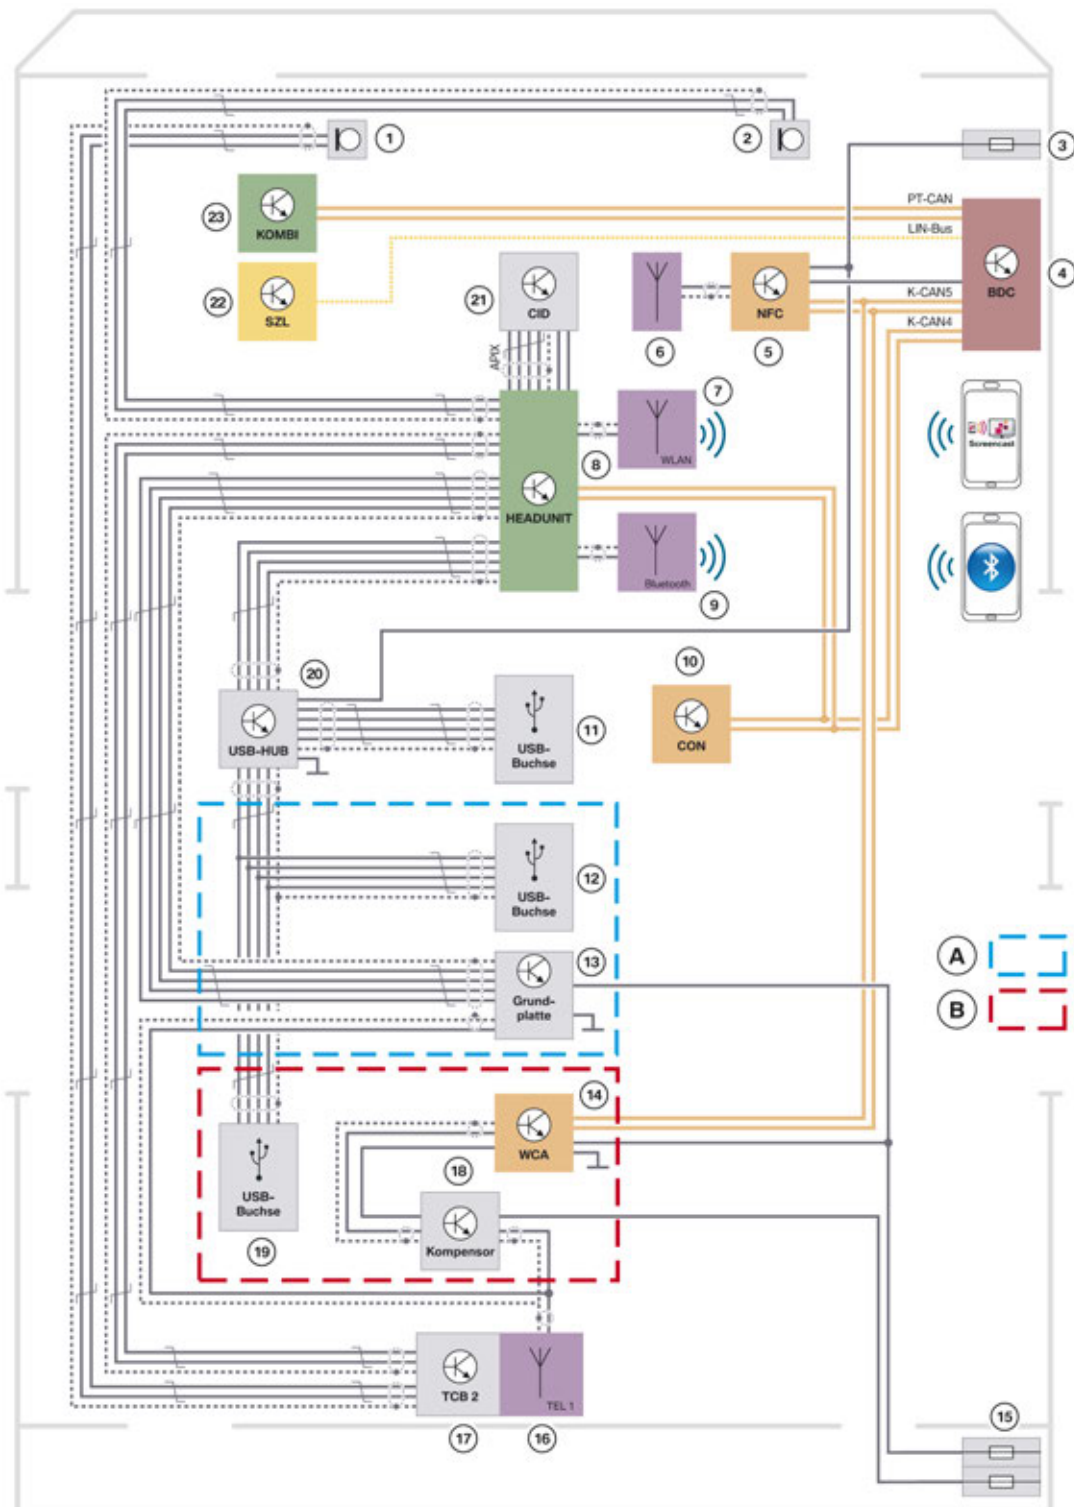 1
2
3
PT-CAN
23
KOMBI
LIN-Bus
4
BDC
22
SZL
21
CID
NFC
K-CAN5
K-CAN4
APIX
6
5
7
WLAN
8
Screencast
HEADUNIT
Bluetooth
9
10
20
USB-HUB
11
USB-
Buchse
CON
12
USB-
Buchse
13
Grund-
platte
A
B
14
WCA
18
USB-
Buchse
Kompensor
19
TCB 2
TEL 1
15
17
16